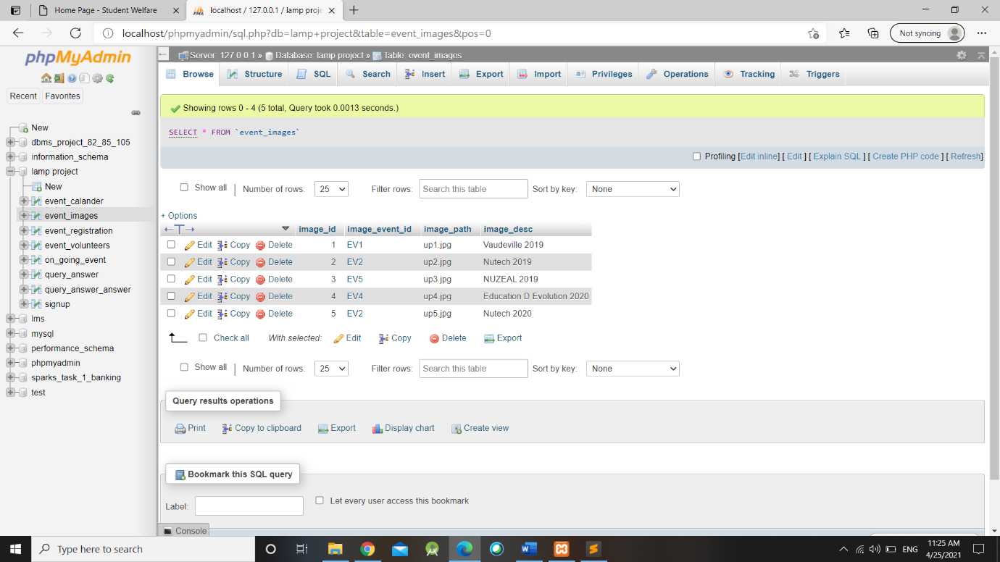 Home Page - Student Welfare
localhost / 127.0.0.1 / lamp proje
localhost/phpmyadmin/sql.php?db=lamp+project&table=event_images&pos=0
Not syncing
phpMyAdmin
Recent Favorites
New
dbms_project_82_85_105
information_schema
lamp project
New
event_calander
event_images
event_registration
event_volunteers
on_going_event
query_answer
query_answer_answer
signup
lms
mysql
performance_schema
phpmyadmin
sparks_task_1_banking
test
Server: 127.0.0.1 » Database: lamp project » Table: event_images
Browse Structure SQL Search Insert Export Import Privileges Operations Tracking Triggers
Showing rows 0 - 4 (5 total, Query took 0.0013 seconds.)
SELECT * FROM `event_images`
Profiling [Edit inline] [ Edit ] [ Explain SQL ] [ Create PHP code ] [ Refresh]
Show all | Number of rows: 25 Filter rows: Search this table Sort by key: None
+ Options
←T→ image_id image_event_id image_path image_desc
Edit Copy Delete 1 EV1 up1.jpg Vaudeville 2019
Edit Copy Delete 2 EV2 up2.jpg Nutech 2019
Edit Copy Delete 3 EV5 up3.jpg NUZEAL 2019
Edit Copy Delete 4 EV4 up4.jpg Education D Evolution 2020
Edit Copy Delete 5 EV2 up5.jpg Nutech 2020
Check all With selected: Edit Copy Delete Export
Show all | Number of rows: 25 Filter rows: Search this table Sort by key: None
Query results operations
Print Copy to clipboard Export Display chart Create view
Bookmark this SQL query
Label: Let every user access this bookmark
Console
Type here to search
ENG
11:25 AM
4/25/2021